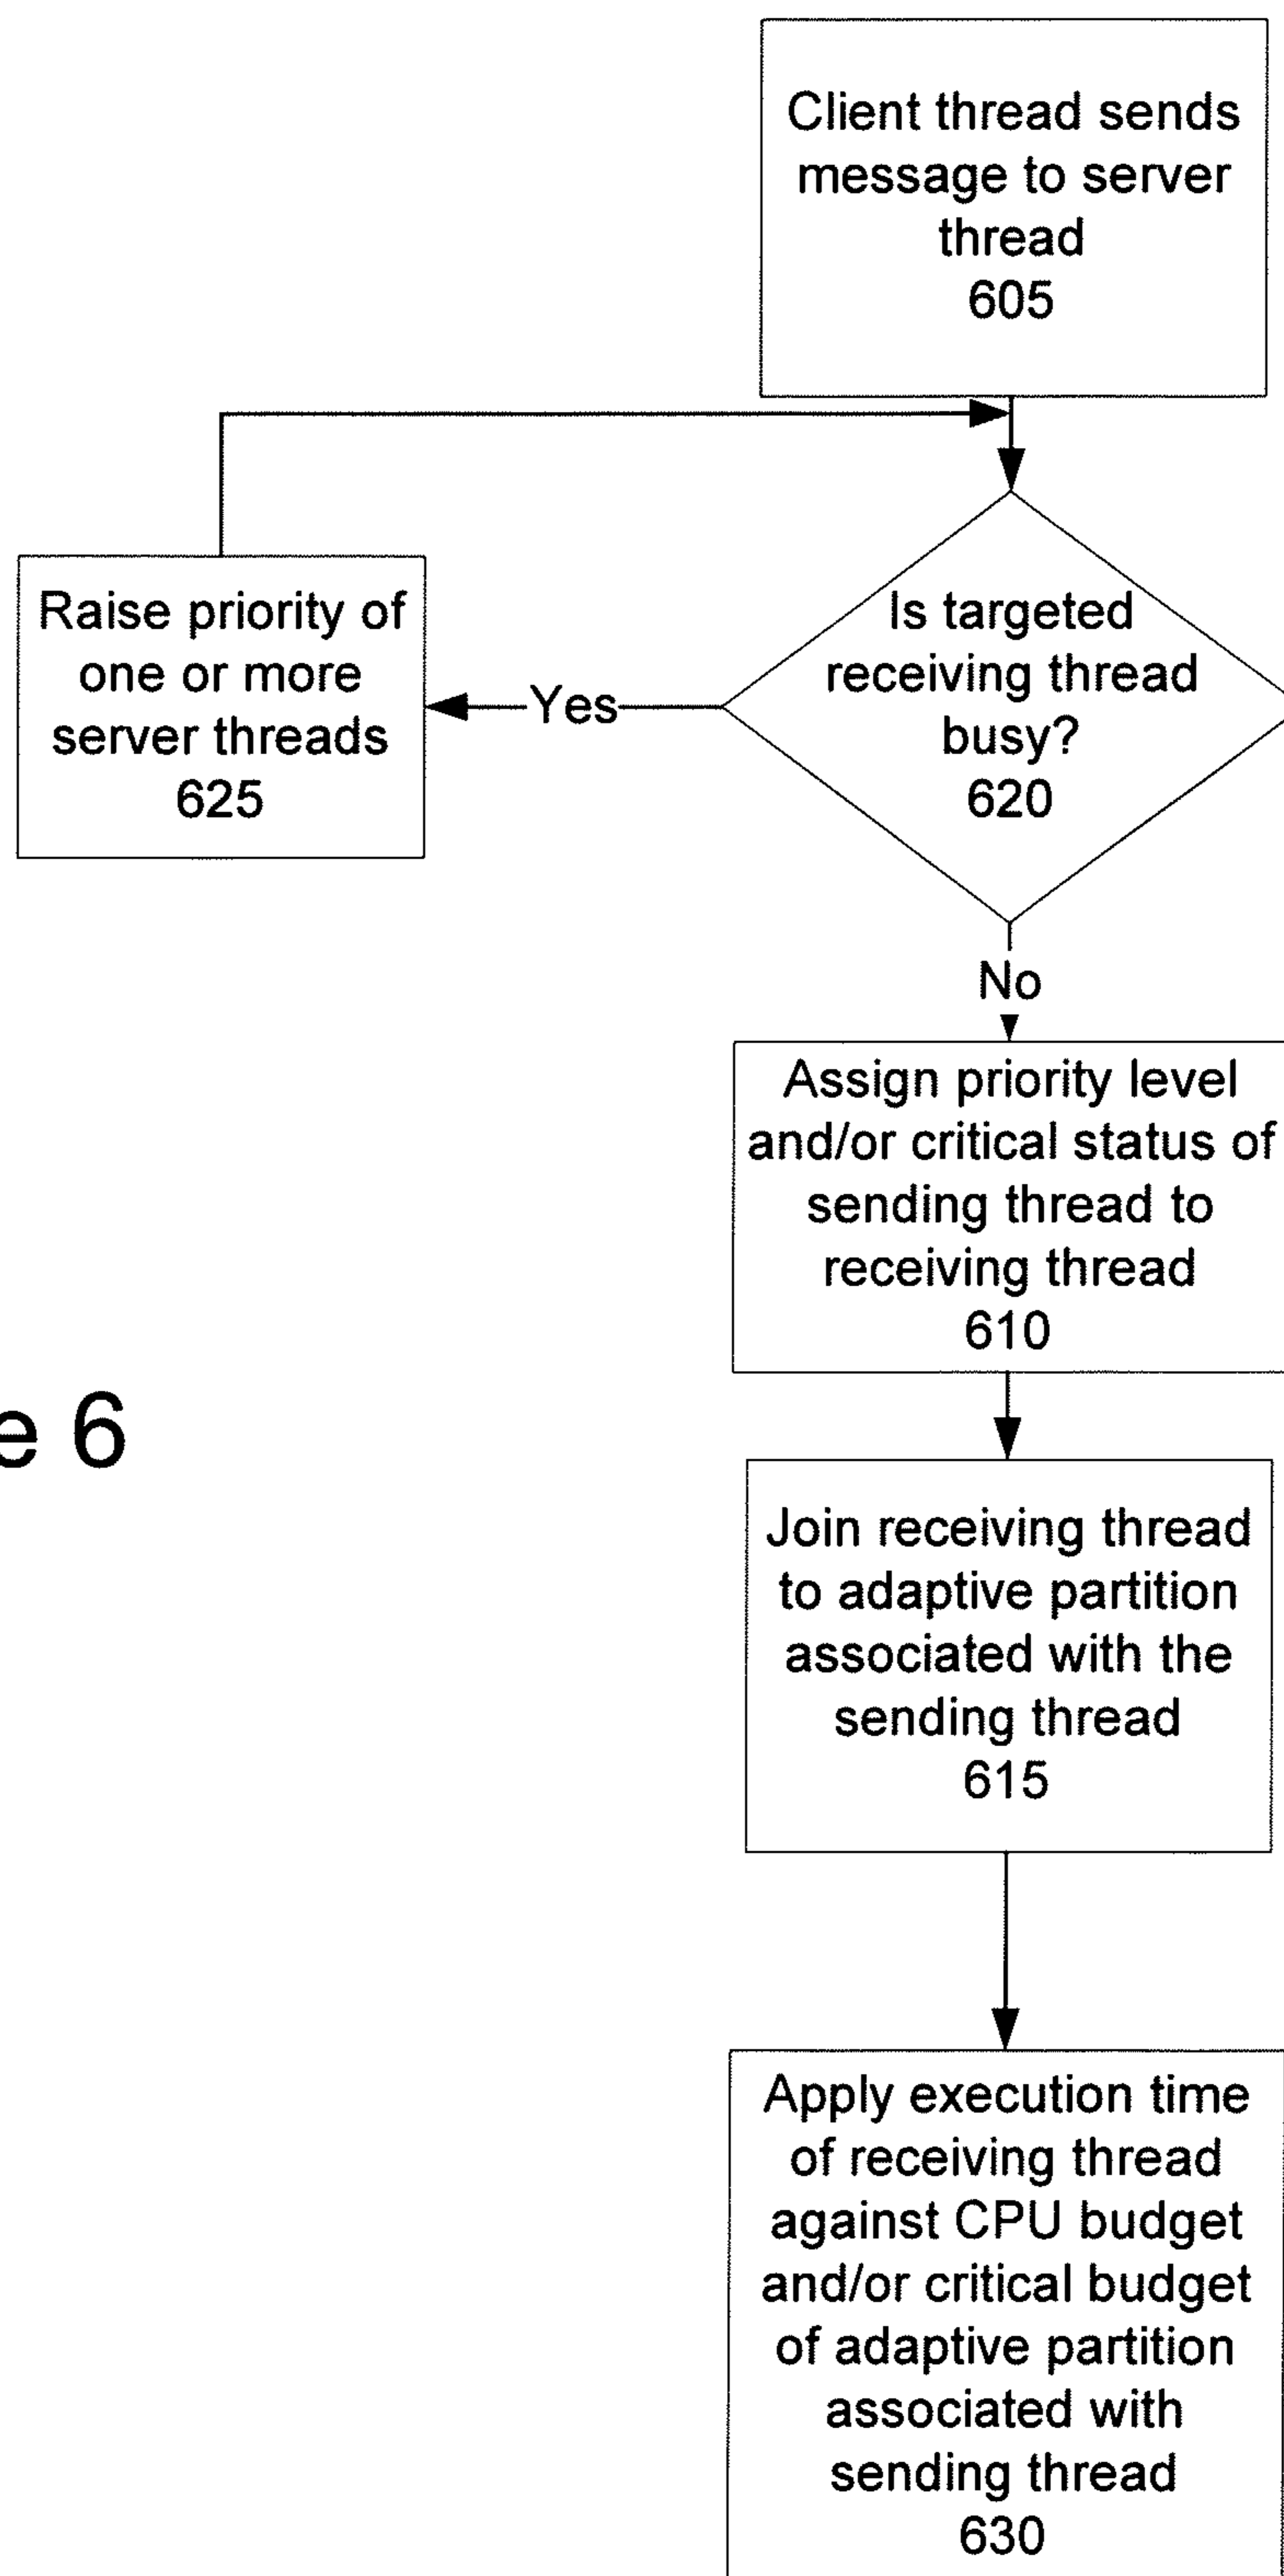 Client thread sends
message to server
thread
605
Raise priority of
one or more
server threads
625
Yes
Is targeted
receiving thread
busy?
620
No
Assign priority level
and/or critical status of
sending thread to
receiving thread
610
e 6
Join receiving thread
to adaptive partition
associated with the
sending thread
615
Apply execution time
of receiving thread
against CPU budget
and/or critical budget
of adaptive partition
associated with
sending thread
630